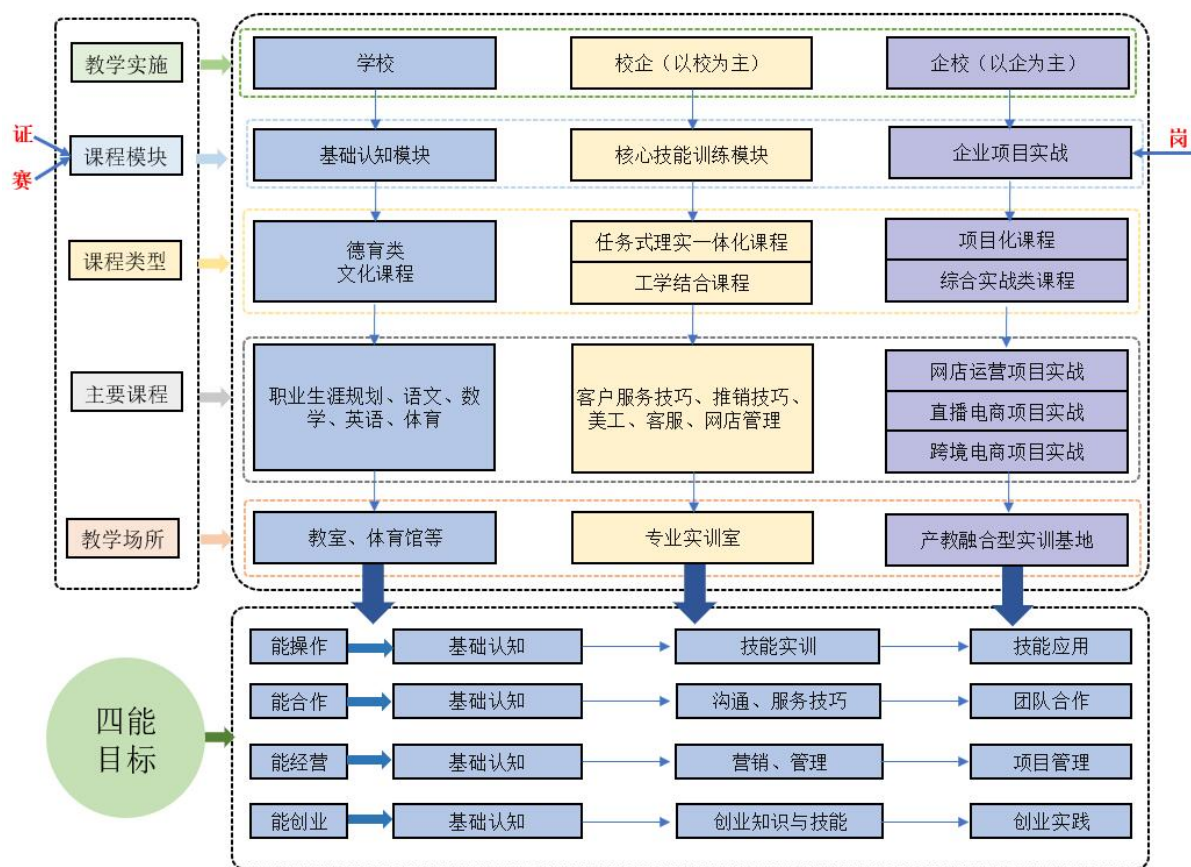 教学实施
学校
校企（以校为主）
企校（以企为主）
证
赛
课程模块
基础认知模块
核心技能训练模块
企业项目实战
岗
课程类型
德育类
文化课程
任务式理实一体化课程
工学结合课程
项目化课程
综合实战类课程
主要课程
职业生涯规划、语文、数
学、英语、体育
客户服务技巧、推销技巧、
美工、客服、网店管理
网店运营项目实战
直播电商项目实战
跨境电商项目实战
教学场所
教室、体育馆等
专业实训室
产教融合型实训基地
四能
目标
能操作
基础认知
技能实训
技能应用
能合作
基础认知
沟通、服务技巧
团队合作
能经营
基础认知
营销、管理
项目管理
能创业
基础认知
创业知识与技能
创业实践